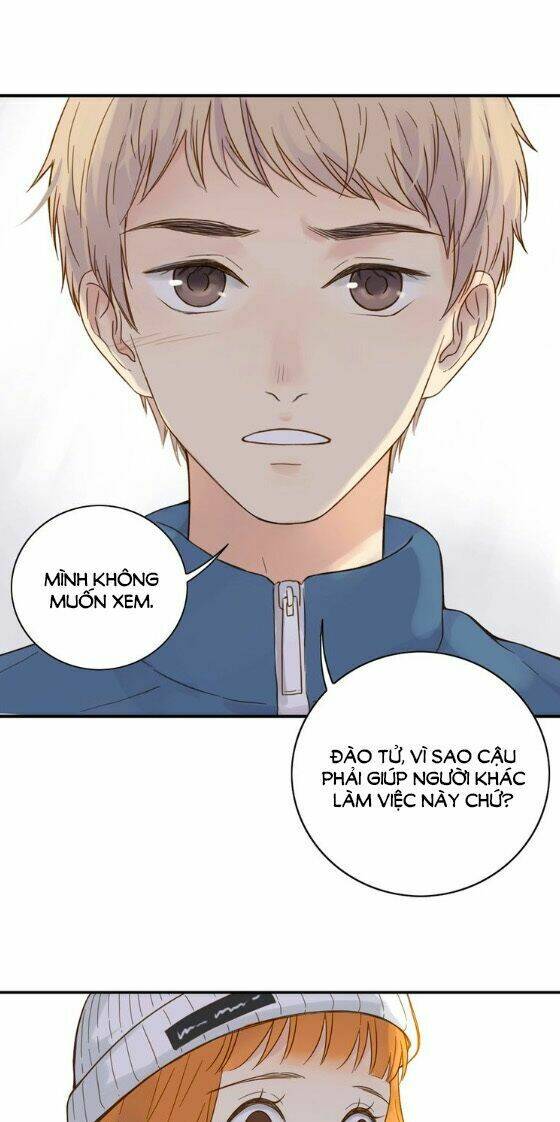 MÌNH KHÔNG
MUỐN XEM.
ĐÀO TỬ, VÌ SAO CẬU
PHẢI GIÚP NGƯỜI KHÁC
LÀM VIỆC NÀY CHỨ?